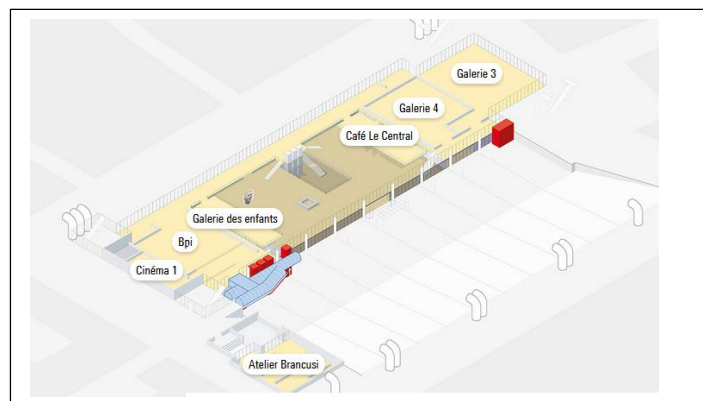 Galerie 3
Galerie 4
Café Le Central
Galerie des enfants
Bpi
Cinéma 1
Atelier Brancusi